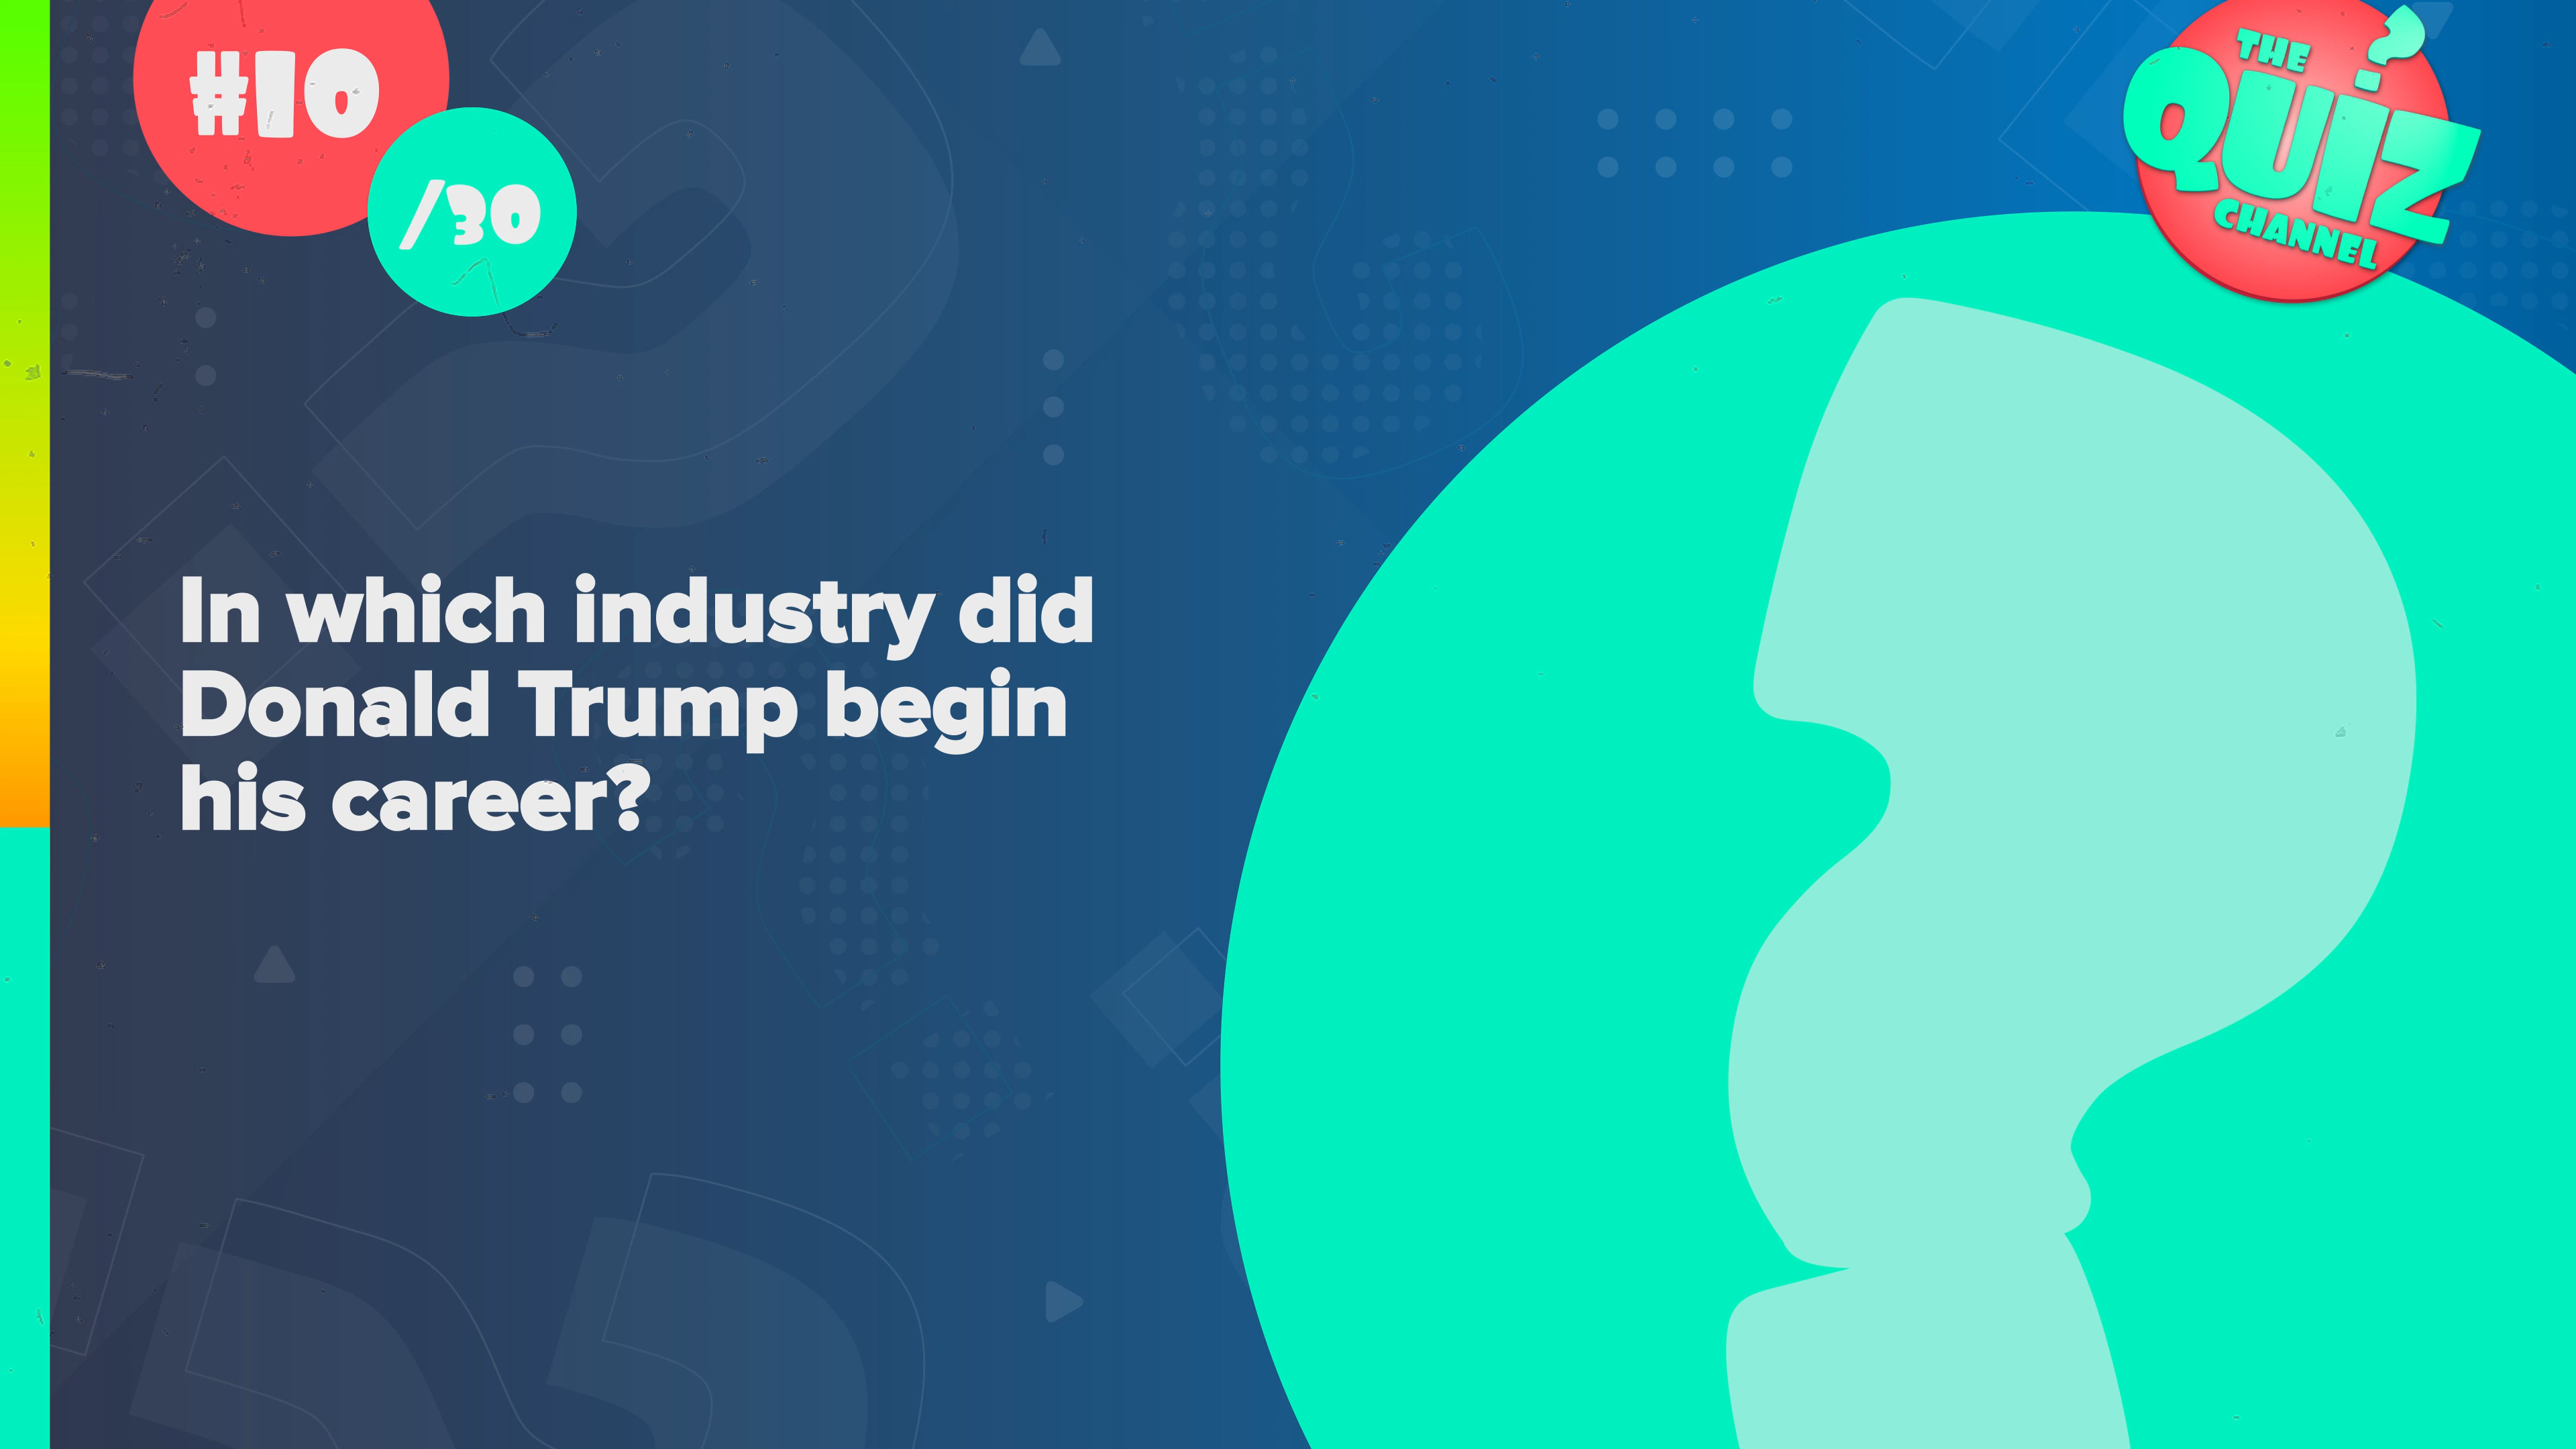 #10
/30
THE
QUIZ
CHANNEL
In which industry did
Donald Trump begin
his career?